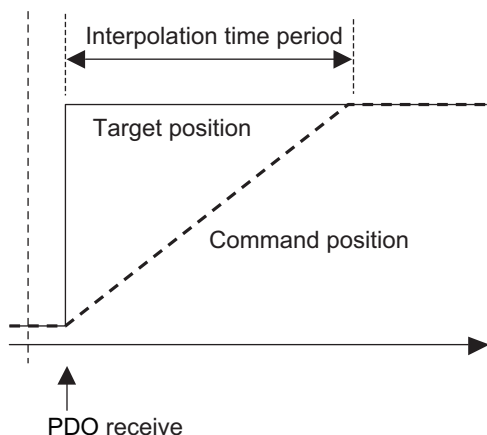 Interpolation time period
Target position
Command position
PDO receive